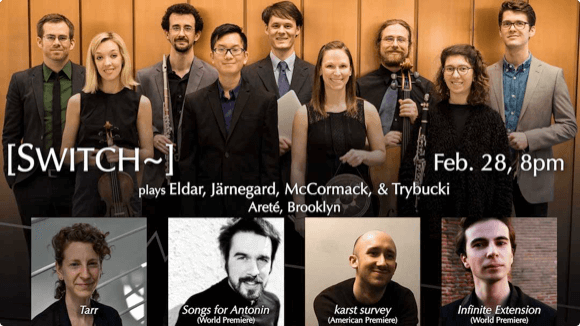 [SWITCH~]
Feb. 28, 8pm
plays Eldar, Järnegard, McCormack, & Trybucki
Areté, Brooklyn
Tarr
Songs for Antonin
(World Premiere)
karst survey
(American Premiere)
Infinite Extension
(World Premiere)